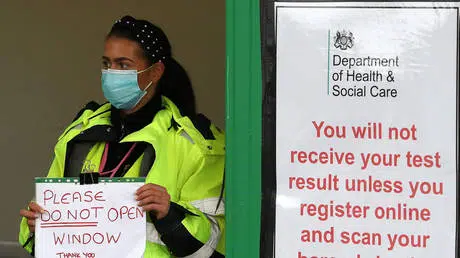 PLEASE
DO NOT OPEN
WINDOW
THANK YOU
Department
of Health &
Social Care
You will not
receive your test
result unless you
register online
and scan your